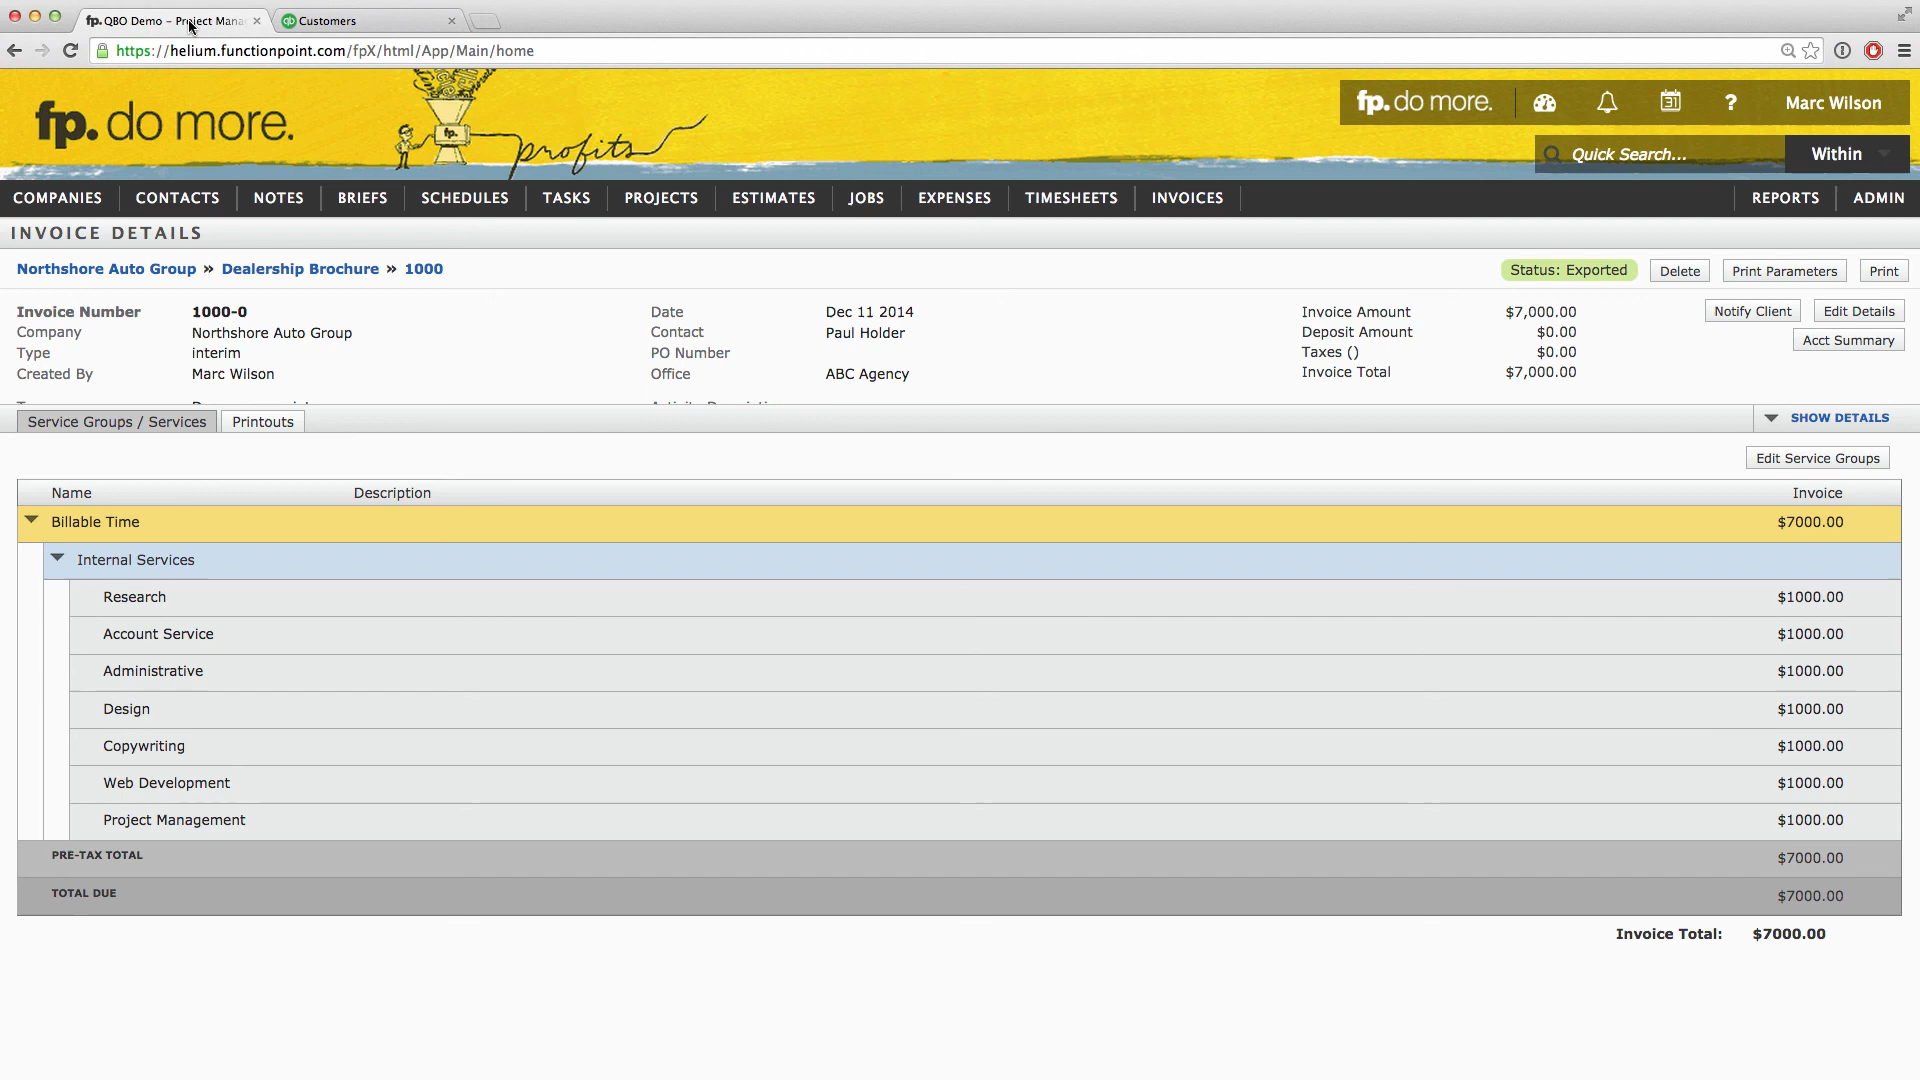 fp. QBO Demo - Project Mana
Customers
https://helium.functionpoint.com/fpX/html/App/Main/home
fp. do more.
fp.
profits
fp. do more.
31
?
Marc Wilson
Quick Search...
Within
COMPANIES
CONTACTS
NOTES
BRIEFS
SCHEDULES
TASKS
PROJECTS
ESTIMATES
JOBS
EXPENSES
TIMESHEETS
INVOICES
REPORTS
ADMIN
INVOICE DETAILS
Northshore Auto Group » Dealership Brochure » 1000
Status: Exported
Delete
Print Parameters
Print
Invoice Number 1000-0
Company Northshore Auto Group
Type interim
Created By Marc Wilson
Date Dec 11 2014
Contact Paul Holder
PO Number
Office ABC Agency
Invoice Amount $7,000.00
Deposit Amount $0.00
Taxes () $0.00
Invoice Total $7,000.00
Notify Client
Edit Details
Acct Summary
Service Groups / Services
Printouts
SHOW DETAILS
Edit Service Groups
Name Description Invoice
Billable Time $7000.00
Internal Services
Research $1000.00
Account Service $1000.00
Administrative $1000.00
Design $1000.00
Copywriting $1000.00
Web Development $1000.00
Project Management $1000.00
PRE-TAX TOTAL $7000.00
TOTAL DUE $7000.00
Invoice Total: $7000.00